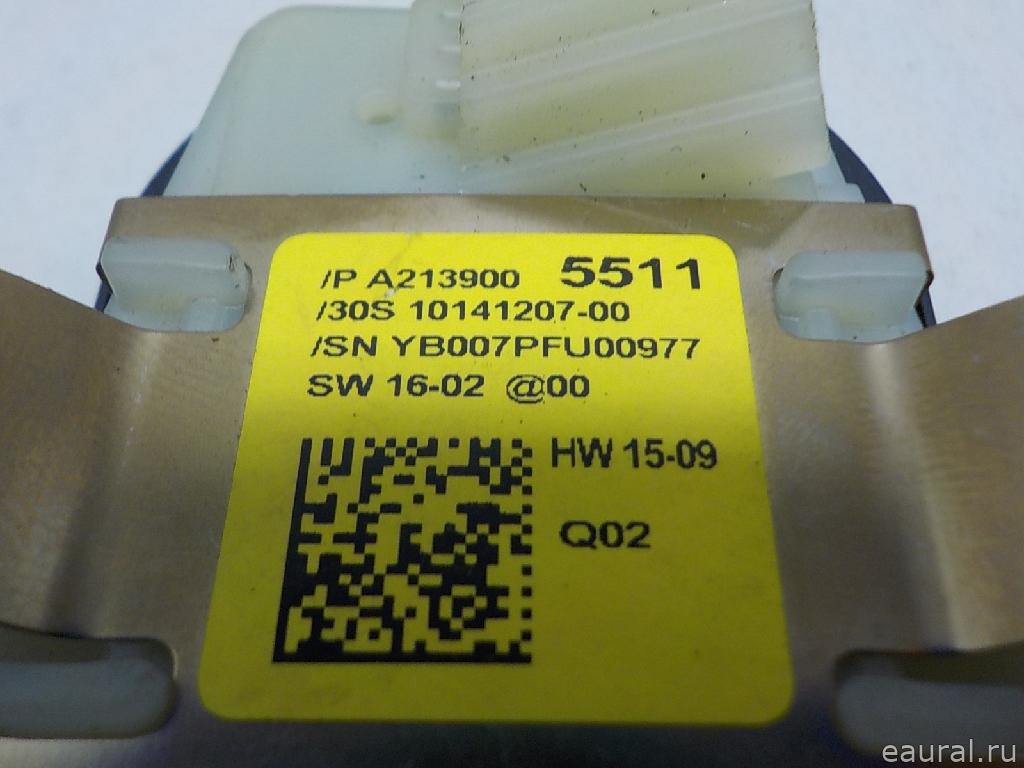 /P A213900 5511
/30S 10141207-00
/SN YB007PFU00977
SW 16-02 @00
HW 15-09
Q02
eaural.ru